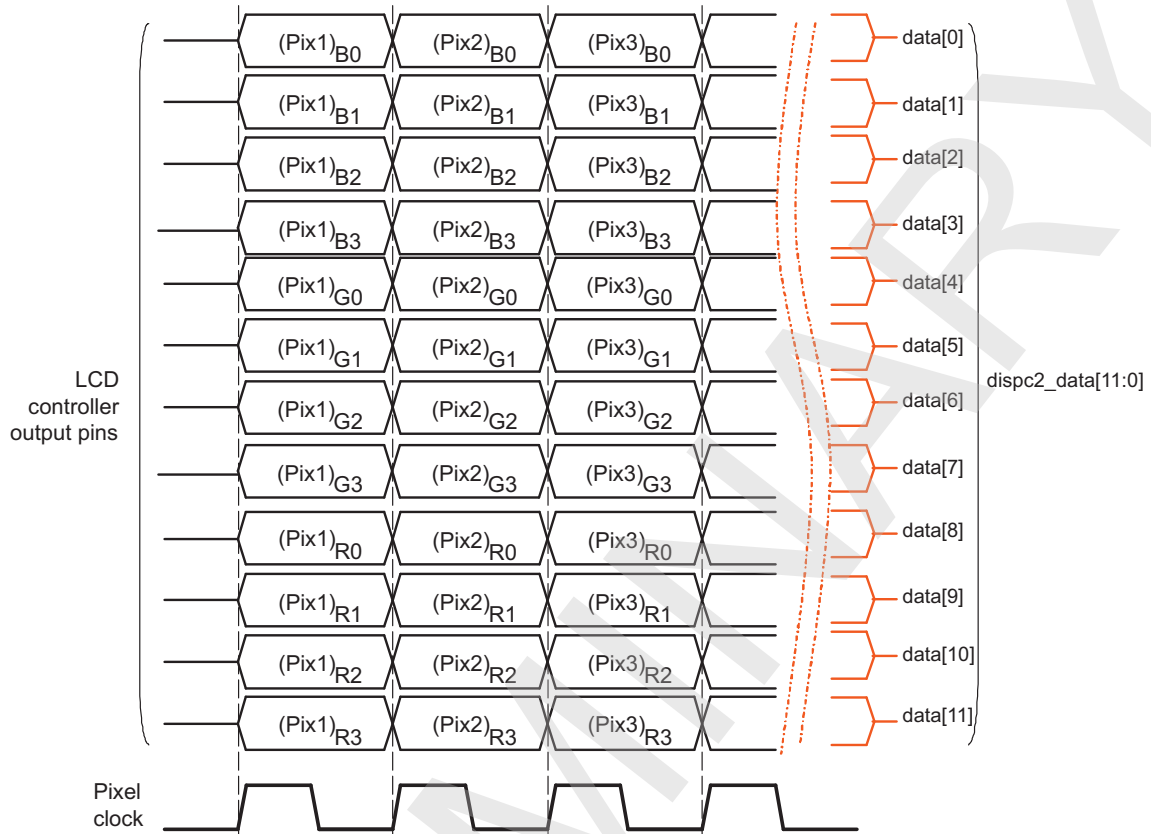 (Pix1)B0 (Pix2)B0 (Pix3)B0 data[0]
(Pix1)B1 (Pix2)B1 (Pix3)B1 data[1]
(Pix1)B2 (Pix2)B2 (Pix3)B2 data[2]
(Pix1)B3 (Pix2)B3 (Pix3)B3 data[3]
(Pix1)G0 (Pix2)G0 (Pix3)G0 data[4]
(Pix1)G1 (Pix2)G1 (Pix3)G1 data[5]
LCD
controller
output pins
dispc2_data[11:0]
(Pix1)G2 (Pix2)G2 (Pix3)G2 data[6]
(Pix1)G3 (Pix2)G3 (Pix3)G3 data[7]
(Pix1)R0 (Pix2)R0 (Pix3)R0 data[8]
(Pix1)R1 (Pix2)R1 (Pix3)R1 data[9]
(Pix1)R2 (Pix2)R2 (Pix3)R2 data[10]
(Pix1)R3 (Pix2)R3 (Pix3)R3 data[11]
Pixel
clock
MINARY